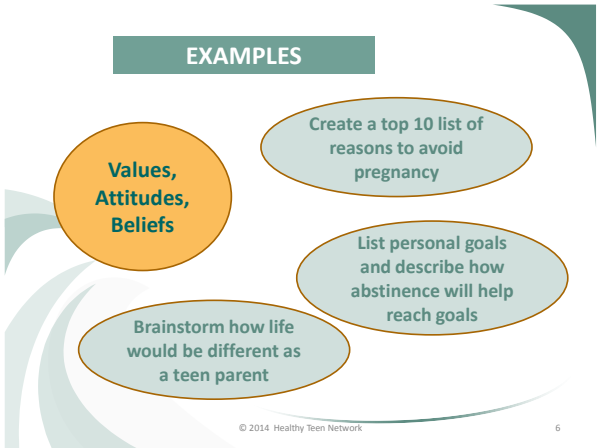 EXAMPLES
Values,
Attitudes,
Beliefs
Create a top 10 list of
reasons to avoid
pregnancy
List personal goals
and describe how
abstinence will help
reach goals
Brainstorm how life
would be different as
a teen parent
© 2014 Healthy Teen Network
6